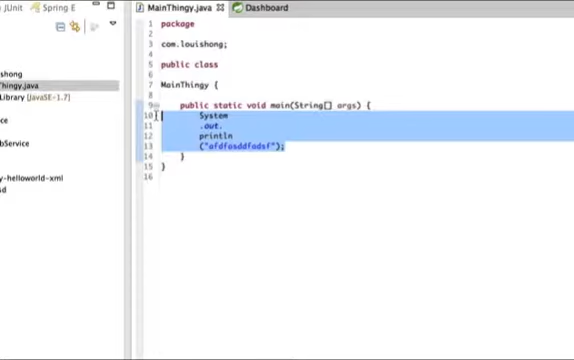 JUnit Spring E
MainThingy.java Dashboard
1 package
2
3 com.louishong;
4
5 public class
6
7 MainThingy {
8
9 public static void main(String[] args) {
10 System
11 .out.
12 println
13 ("afdfasddfadsf");
14 }
15 }
16
shong
Thingy.java
Library [JavaSE-1.7]
ce
bService
y-helloworld-xml
sd